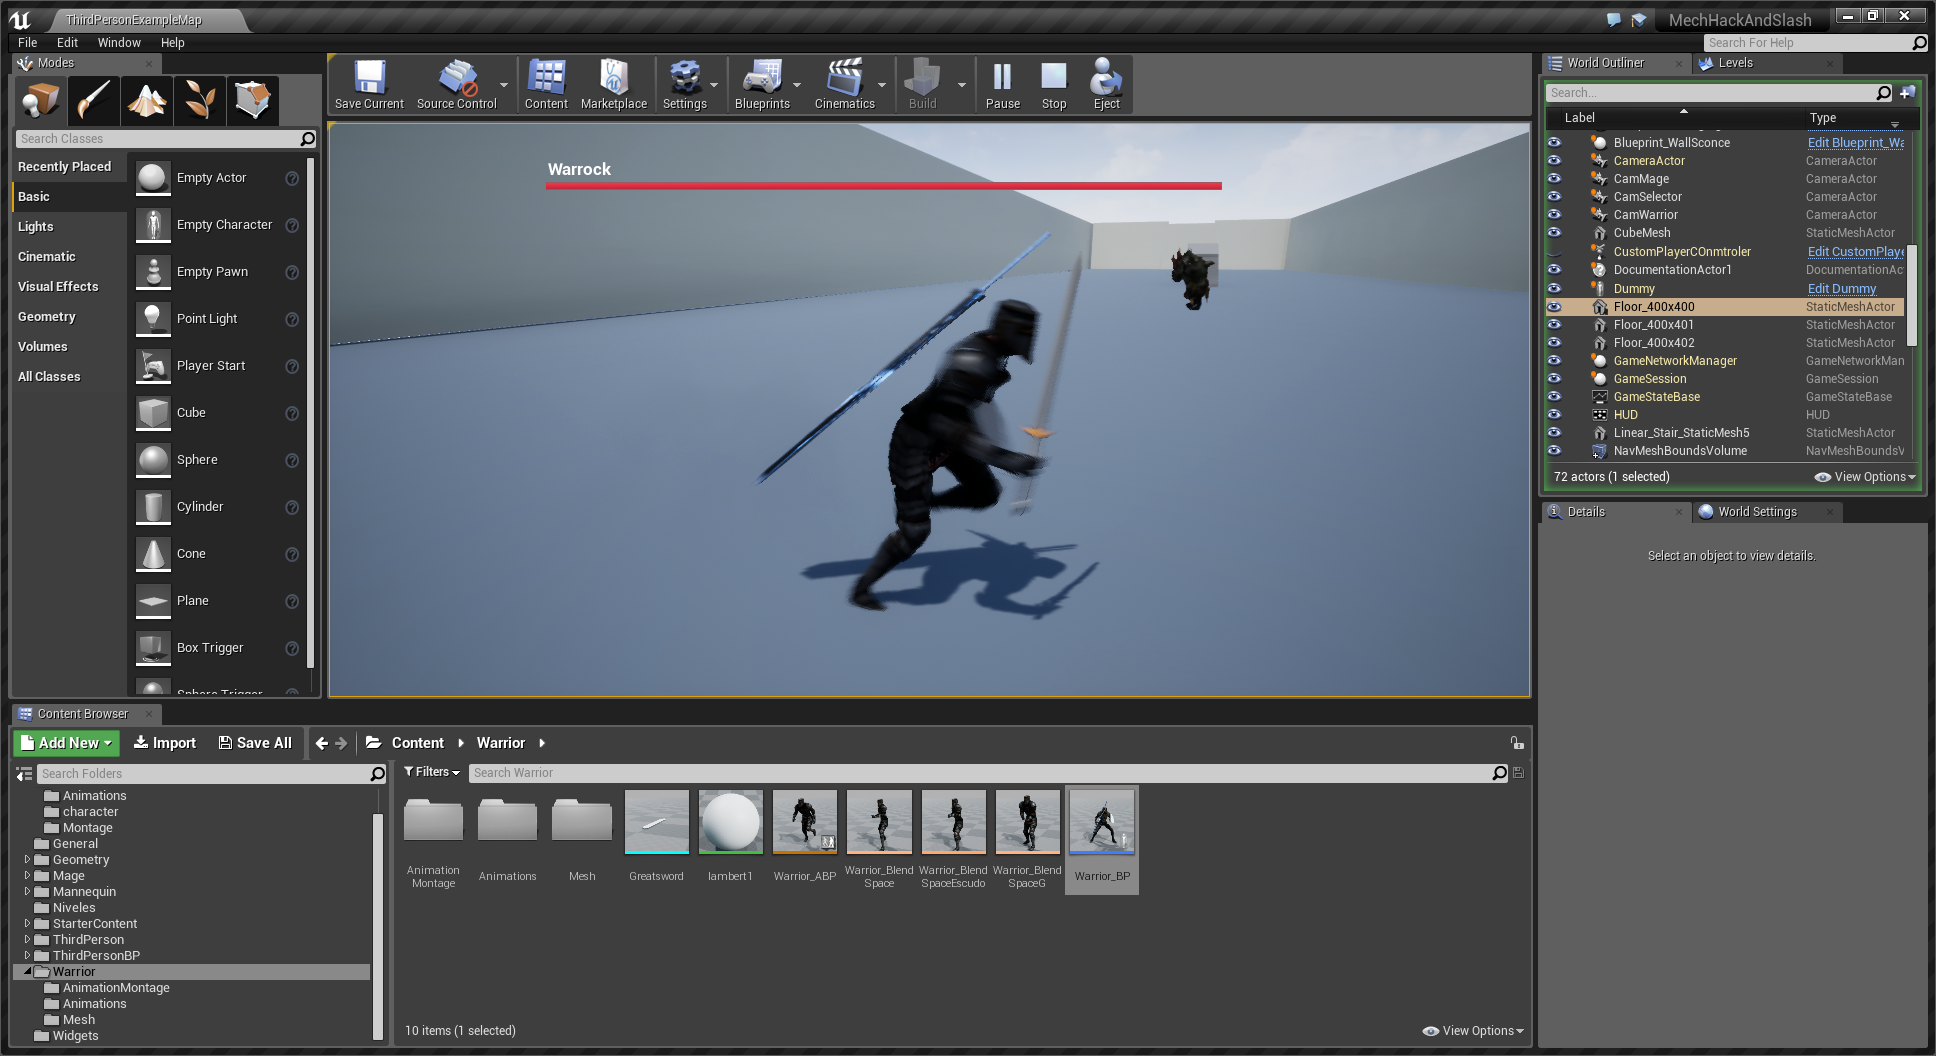 ThirdPersonExampleMap
MechHackAndSlash
File Edit Window Help
Search For Help
Modes
Search Classes
Recently Placed
Basic
Lights
Cinematic
Visual Effects
Geometry
Volumes
All Classes
Empty Actor
Empty Character
Empty Pawn
Point Light
Player Start
Cube
Sphere
Cylinder
Cone
Plane
Box Trigger
Sphere Trigger
Save Current Source Control Content Marketplace Settings Blueprints Cinematics Build Pause Stop Eject
Warrock
World Outliner Levels
Search...
Label Type
Blueprint_WallSconce Edit Blueprint_Wa
CameraActor CameraActor
CamMage CameraActor
CamSelector CameraActor
CamWarrior CameraActor
CubeMesh StaticMeshActor
CustomPlayerCOnmtroler Edit CustomPlaye
DocumentationActor1 DocumentationAc
Dummy Edit Dummy
Floor_400x400 StaticMeshActor
Floor_400x401 StaticMeshActor
Floor_400x402 StaticMeshActor
GameNetworkManager GameNetworkMan
GameSession GameSession
GameStateBase GameStateBase
HUD HUD
Linear_Stair_StaticMesh5 StaticMeshActor
NavMeshBoundsVolume NavMeshBoundsV
72 actors (1 selected) View Options
Details World Settings
Select an object to view details.
Content Browser
Add New Import Save All Content Warrior
Search Folders
Animations
character
Montage
General
Geometry
Mage
Mannequin
Niveles
StarterContent
ThirdPerson
ThirdPersonBP
Warrior
AnimationMontage
Animations
Mesh
Widgets
Filters Search Warrior
Animation
Montage
Animations
Mesh
Greatsword
lambert1
Warrior_ABP
Warrior_Blend
Space
Warrior_Blend
SpaceEscudo
Warrior_Blend
SpaceG
Warrior_BP
10 items (1 selected) View Options